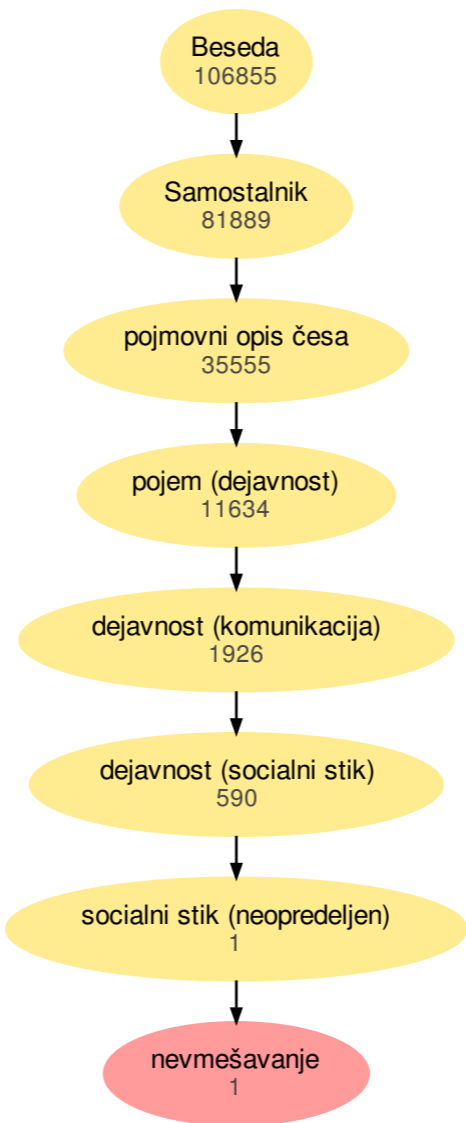 Beseda
106855
Samostalnik
81889
pojmovni opis česa
35555
pojem (dejavnost)
11634
dejavnost (komunikacija)
1926
dejavnost (socialni stik)
590
socialni stik (neopredeljen)
1
nevmešavanje
1